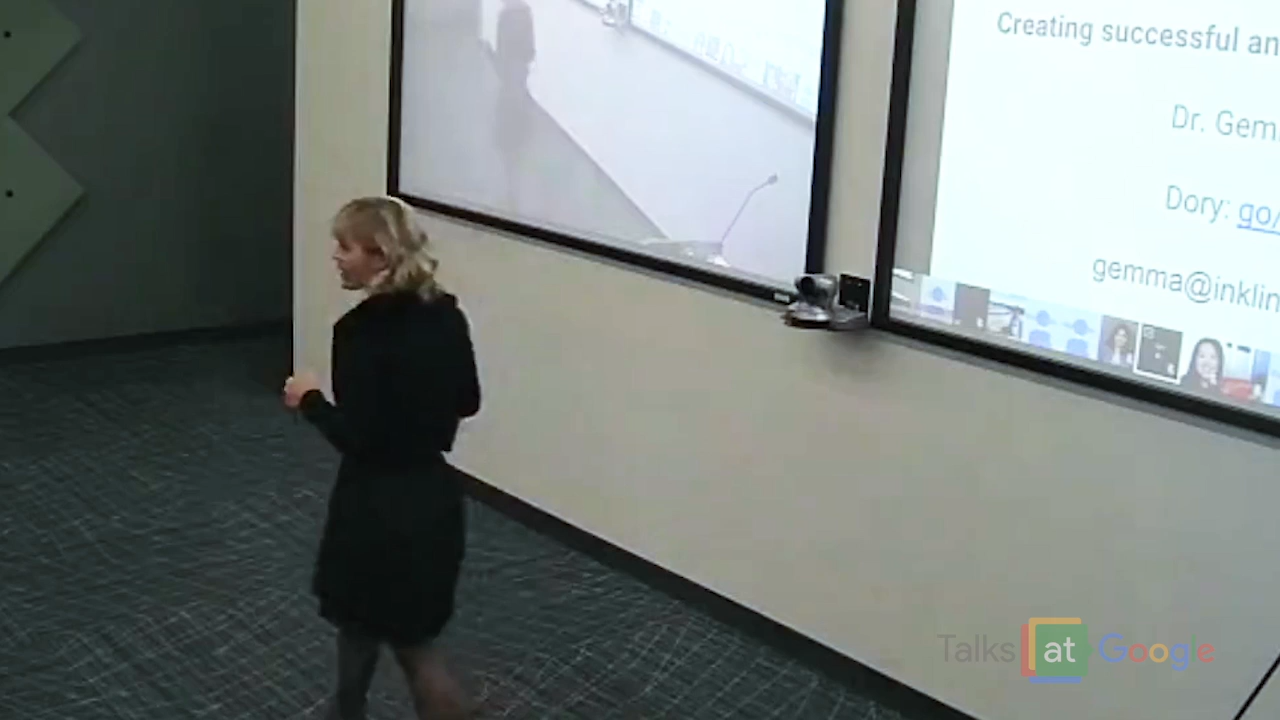 Creating successful an
Dr. Gem
Dory: go/
gemma@inklin
Talks at Google